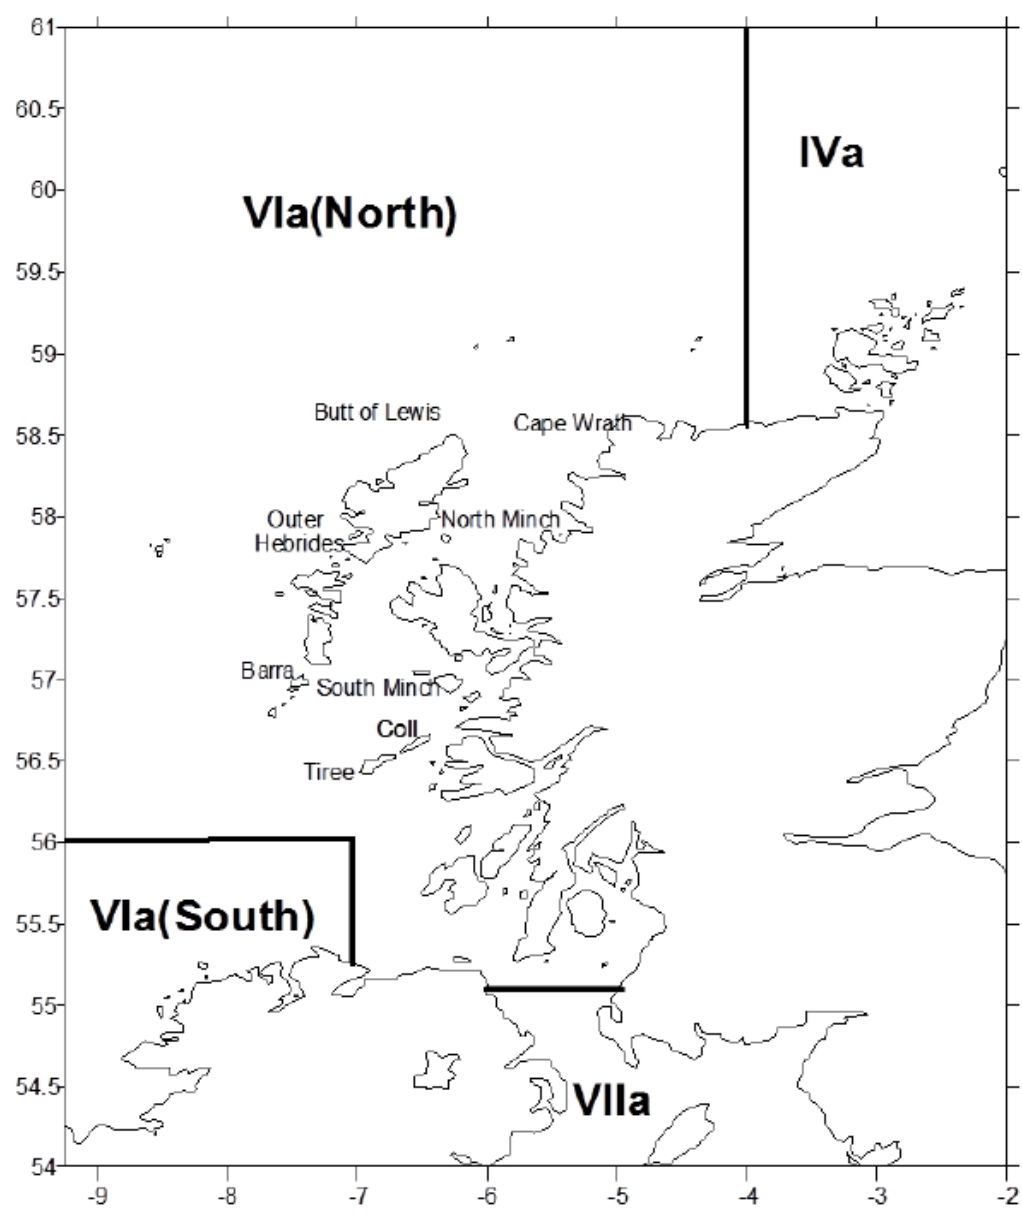 61
60.5
60
59.5
59
58.5
58
57.5
57
56.5
56
55.5
55
54.5
54
IVa
VIa(North)
Butt of Lewis
Cape Wrath
Outer
Hebrides
North Minch
Barra
South Minch
Coll
Tiree
VIa(South)
VIIa
-9
-8
-7
-6
-5
-4
-3
-2